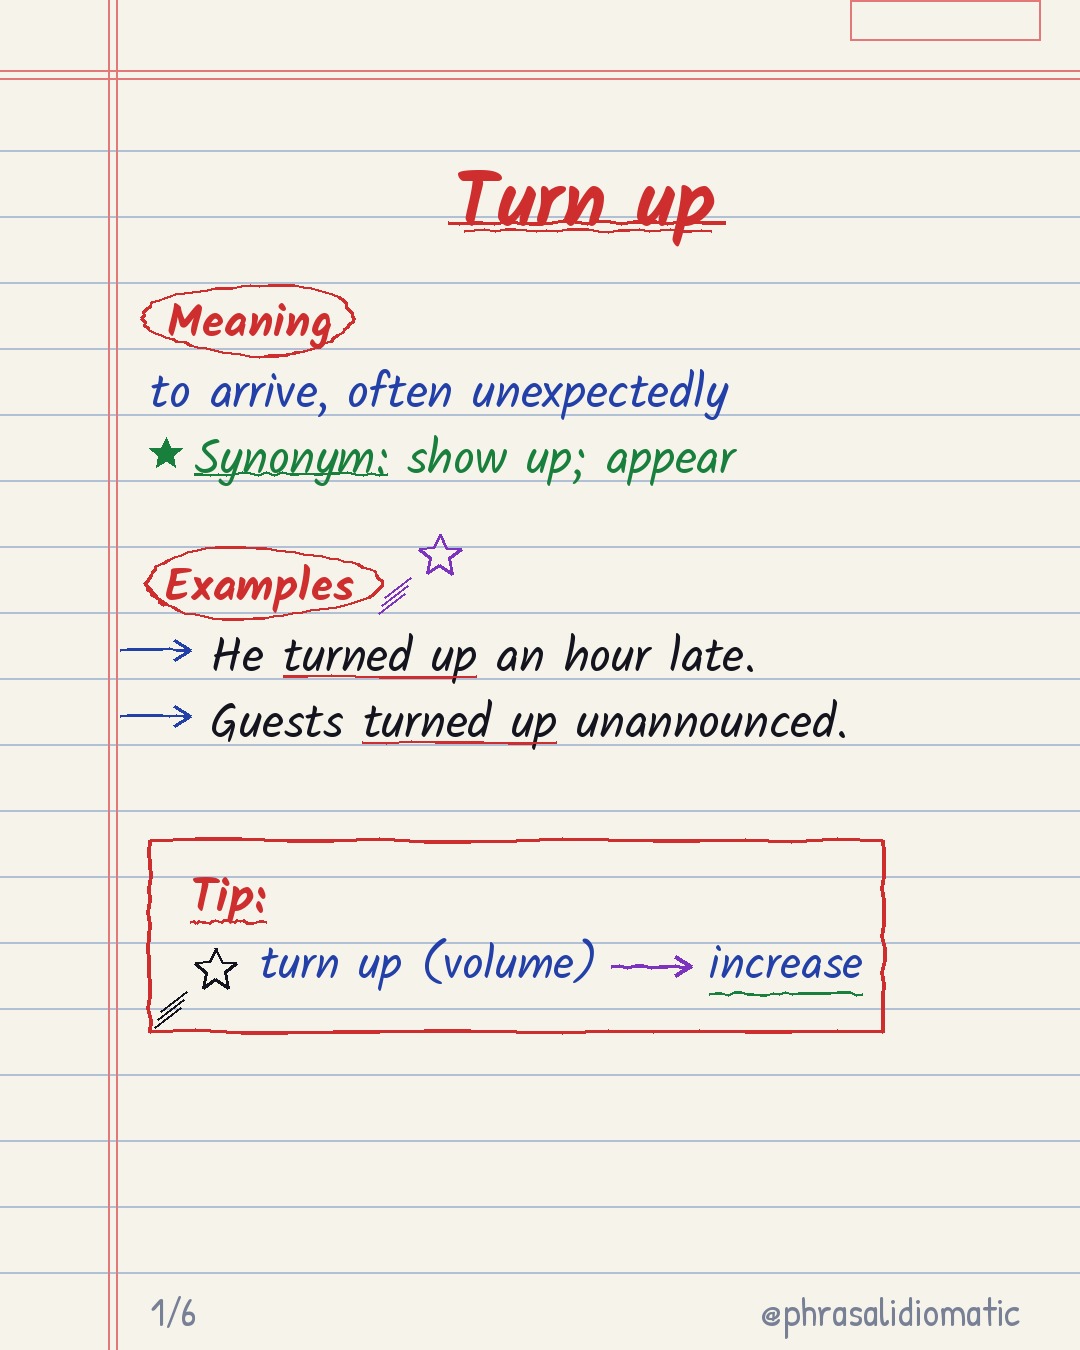 Turn up
Meaning
to arrive, often unexpectedly
Synonym: show up; appear
Examples
He turned up an hour late.
Guests turned up unannounced.
Tip:
turn up (volume) → increase
1/6
@phrasalidiomatic